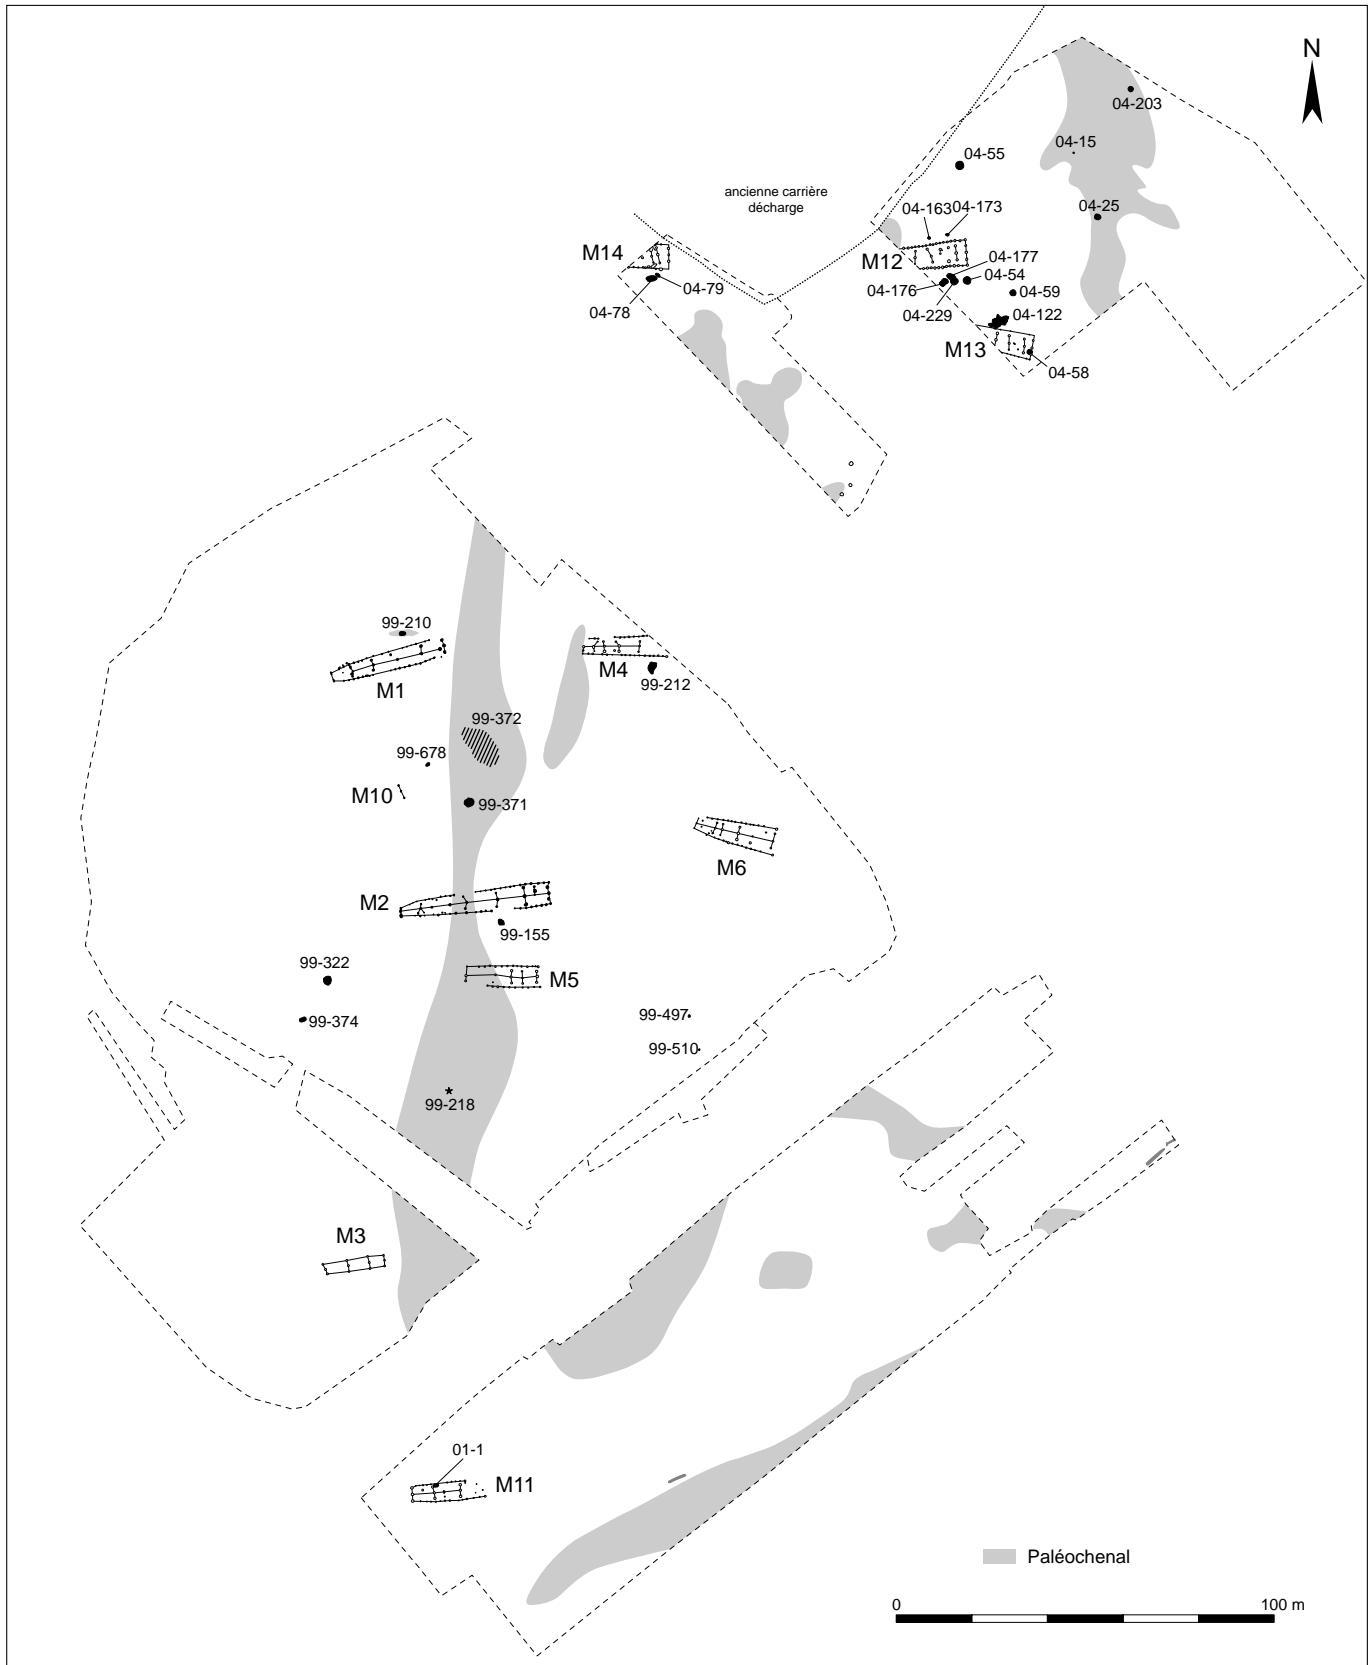 N
04-203
04-15
04-55
ancienne carrière
décharge
04-25
04-163
04-173
M14
M12
04-177
04-54
04-79
04-176
04-59
04-78
04-229
04-122
M13
04-58
99-210
M4
M1
99-212
99-372
99-678
M10
99-371
M6
M2
99-155
99-322
M5
99-497
99-374
99-510
99-218
M3
01-1
M11
Paléochenal
0
100 m